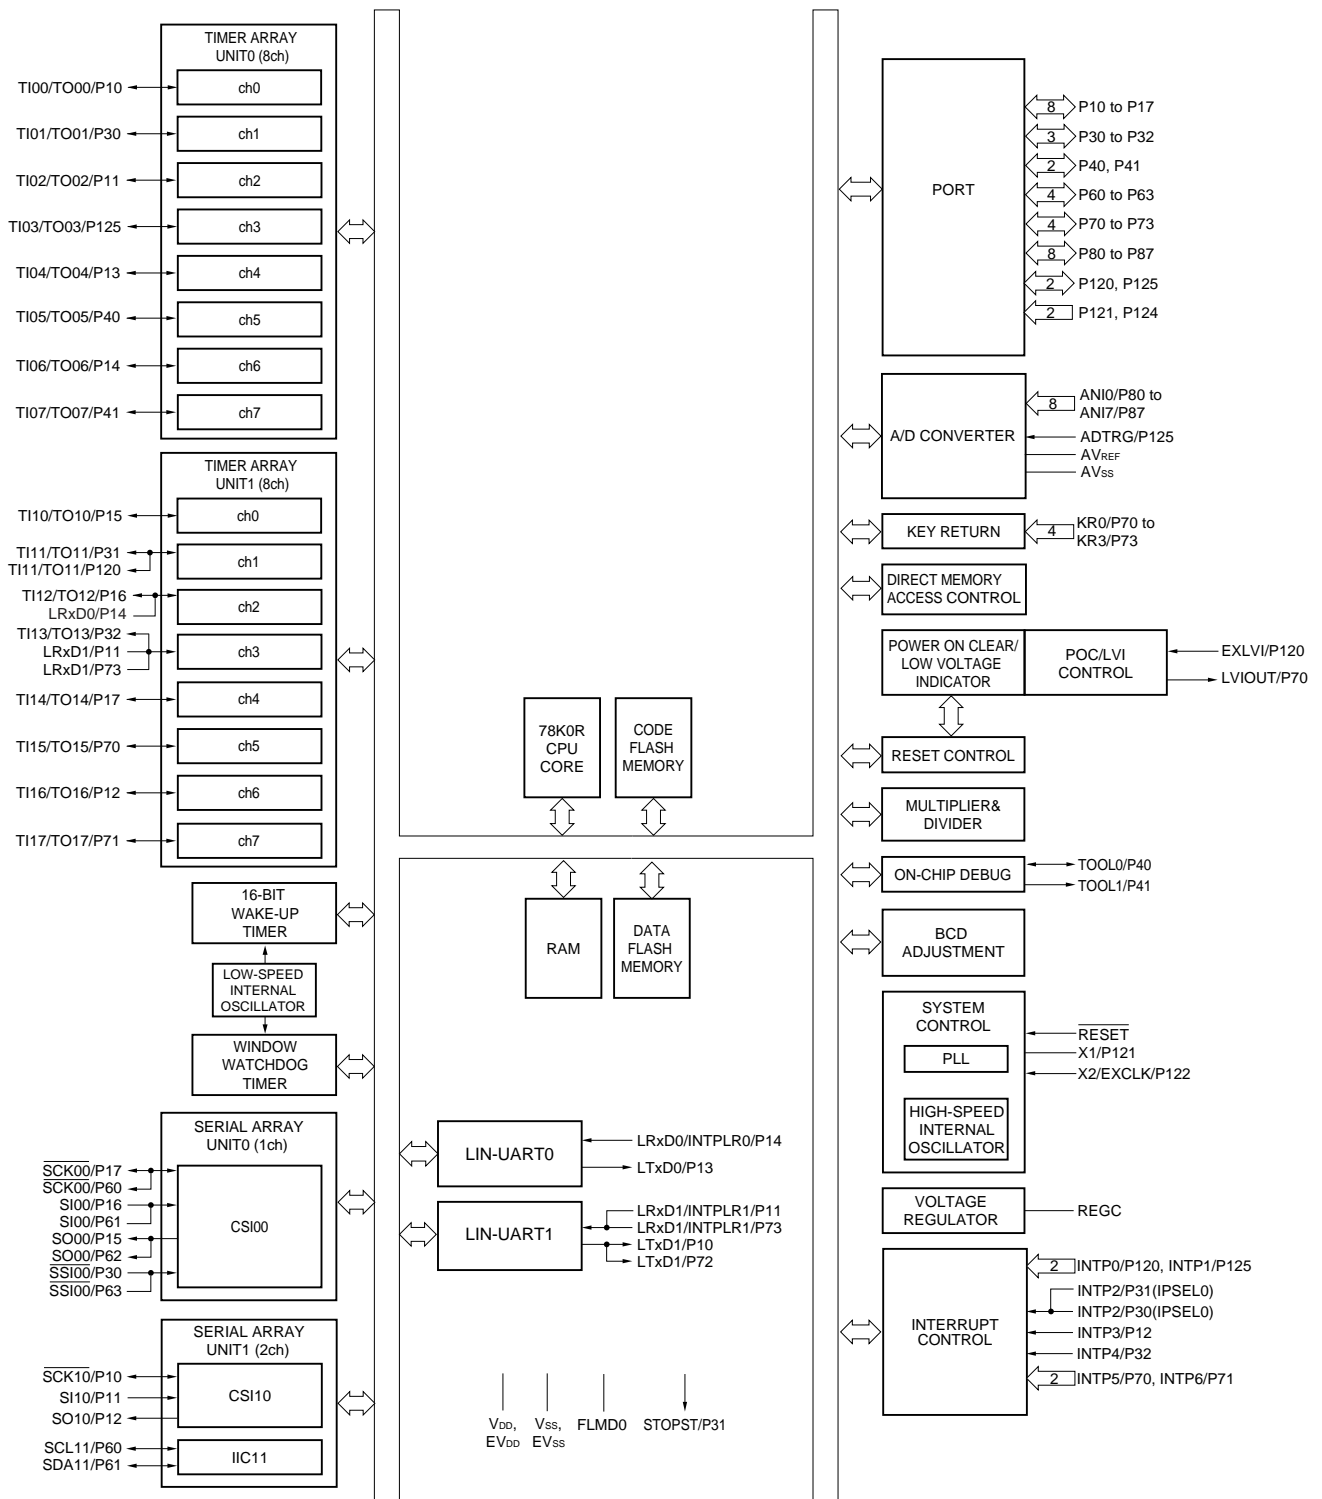 TIMER ARRAY
UNIT0 (8ch)
TI00/TO00/P10
ch0
TI01/TO01/P30
ch1
TI02/TO02/P11
ch2
TI03/TO03/P125
ch3
TI04/TO04/P13
ch4
TI05/TO05/P40
ch5
TI06/TO06/P14
ch6
TI07/TO07/P41
ch7
TIMER ARRAY
UNIT1 (8ch)
TI10/TO10/P15
ch0
TI11/TO11/P31
TI11/TO11/P120
ch1
TI12/TO12/P16
LRxD0/P14
ch2
TI13/TO13/P32
LRxD1/P11
LRxD1/P73
ch3
TI14/TO14/P17
ch4
TI15/TO15/P70
ch5
TI16/TO16/P12
ch6
TI17/TO17/P71
ch7
16-BIT
WAKE-UP
TIMER
LOW-SPEED
INTERNAL
OSCILLATOR
WINDOW
WATCHDOG
TIMER
SERIAL ARRAY
UNIT0 (1ch)
SCK00/P17
SCK00/P60
SI00/P16
SI00/P61
SO00/P15
SO00/P62
SSI00/P30
SSI00/P63
CSI00
SERIAL ARRAY
UNIT1 (2ch)
SCK10/P10
SI10/P11
SO10/P12
CSI10
SCL11/P60
SDA11/P61
IIC11
78K0R
CPU
CORE
CODE
FLASH
MEMORY
RAM
DATA
FLASH
MEMORY
LIN-UART0
LRxD0/INTPLR0/P14
LTxD0/P13
LIN-UART1
LRxD1/INTPLR1/P11
LRxD1/INTPLR1/P73
LTxD1/P10
LTxD1/P72
VDD,
EVDD
VSS,
EVSS
FLMD0
STOPST/P31
PORT
8 P10 to P17
3 P30 to P32
2 P40, P41
4 P60 to P63
4 P70 to P73
8 P80 to P87
2 P120, P125
2 P121, P124
A/D CONVERTER
8 ANI0/P80 to
ANI7/P87
ADTRG/P125
AVREF
AVSS
KEY RETURN
4 KR0/P70 to
KR3/P73
DIRECT MEMORY
ACCESS CONTROL
POWER ON CLEAR/
LOW VOLTAGE
INDICATOR
POC/LVI
CONTROL
EXLVI/P120
LVIOUT/P70
RESET CONTROL
MULTIPLIER&
DIVIDER
ON-CHIP DEBUG
TOOL0/P40
TOOL1/P41
BCD
ADJUSTMENT
SYSTEM
CONTROL
PLL
HIGH-SPEED
INTERNAL
OSCILLATOR
RESET
X1/P121
X2/EXCLK/P122
VOLTAGE
REGULATOR
REGC
INTERRUPT
CONTROL
2 INTP0/P120, INTP1/P125
INTP2/P31(IPSEL0)
INTP2/P30(IPSEL0)
INTP3/P12
INTP4/P32
2 INTP5/P70, INTP6/P71